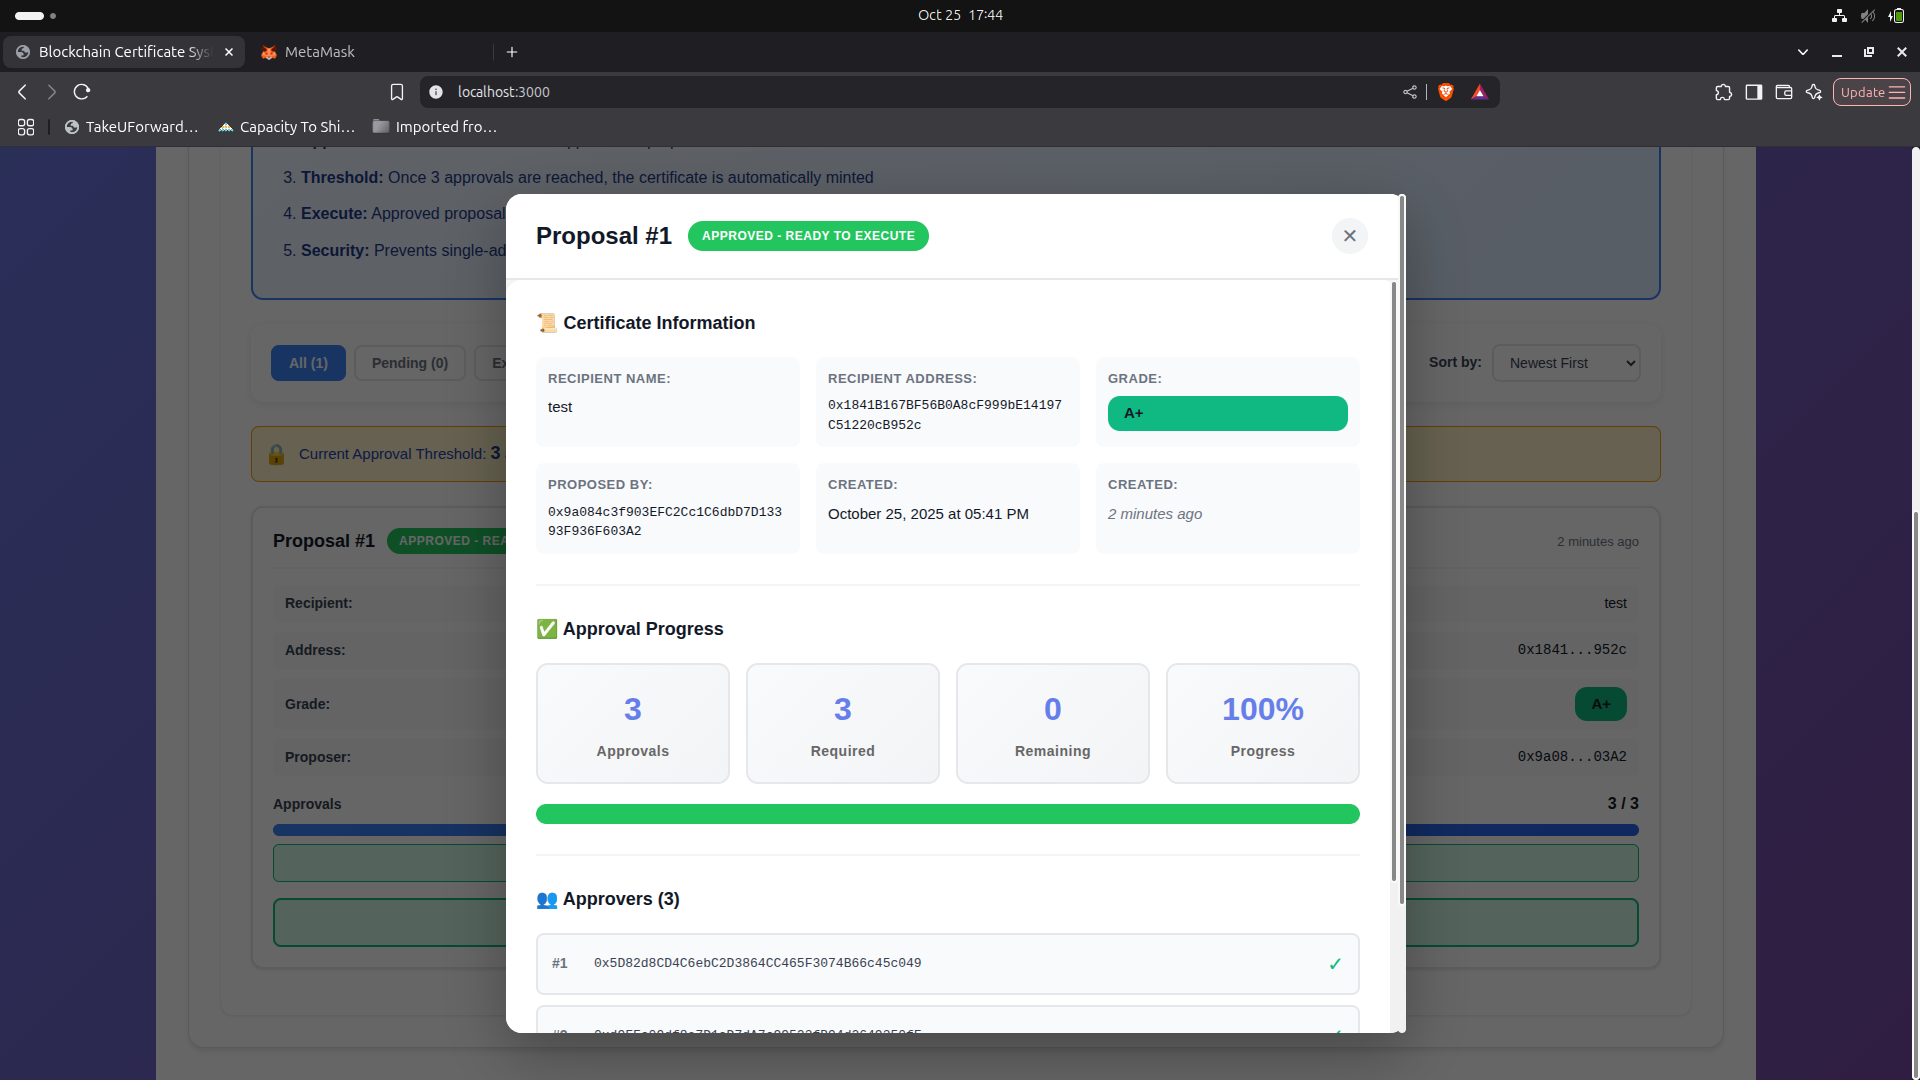 Oct 25 17:44
Blockchain Certificate Sys
MetaMask
localhost:3000
Update
TakeUForward…
Capacity To Shi…
Imported fro…
3. Threshold: Once 3 approvals are reached, the certificate is automatically minted
4. Execute: Approved proposal
5. Security: Prevents single-ad
All (1)
Pending (0)
Ex
Sort by:
Newest First
Current Approval Threshold: 3
Proposal #1
APPROVED - REA
2 minutes ago
Recipient:
test
Address:
0x1841...952c
Grade:
A+
Proposer:
0x9a08...03A2
Approvals
3 / 3
Proposal #1
APPROVED - READY TO EXECUTE
📜 Certificate Information
RECIPIENT NAME:
test
RECIPIENT ADDRESS:
0x1841B167BF56B0A8cF999bE14197
C51220cB952c
GRADE:
A+
PROPOSED BY:
0x9a084c3f903EFC2Cc1C6dbD7D133
93F936F603A2
CREATED:
October 25, 2025 at 05:41 PM
CREATED:
2 minutes ago
✅ Approval Progress
3
Approvals
3
Required
0
Remaining
100%
Progress
👥 Approvers (3)
#1
0x5D82d8CD4C6ebC2D3864CC465F3074B66c45c049
✓